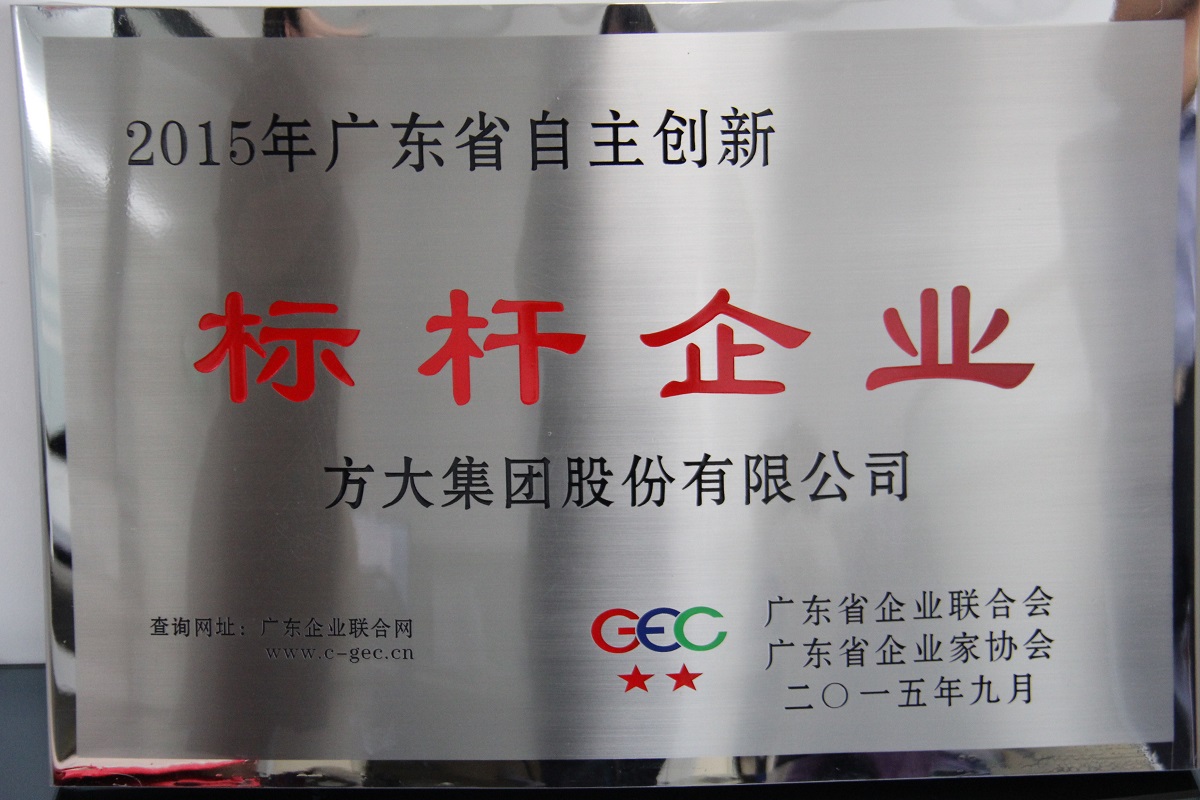 2015年广东省自主创新
标杆企业
方大集团股份有限公司
查询网址：广东企业联合网
www.c-gec.cn
GEC
广东省企业联合会
广东省企业家协会
二〇一五年九月